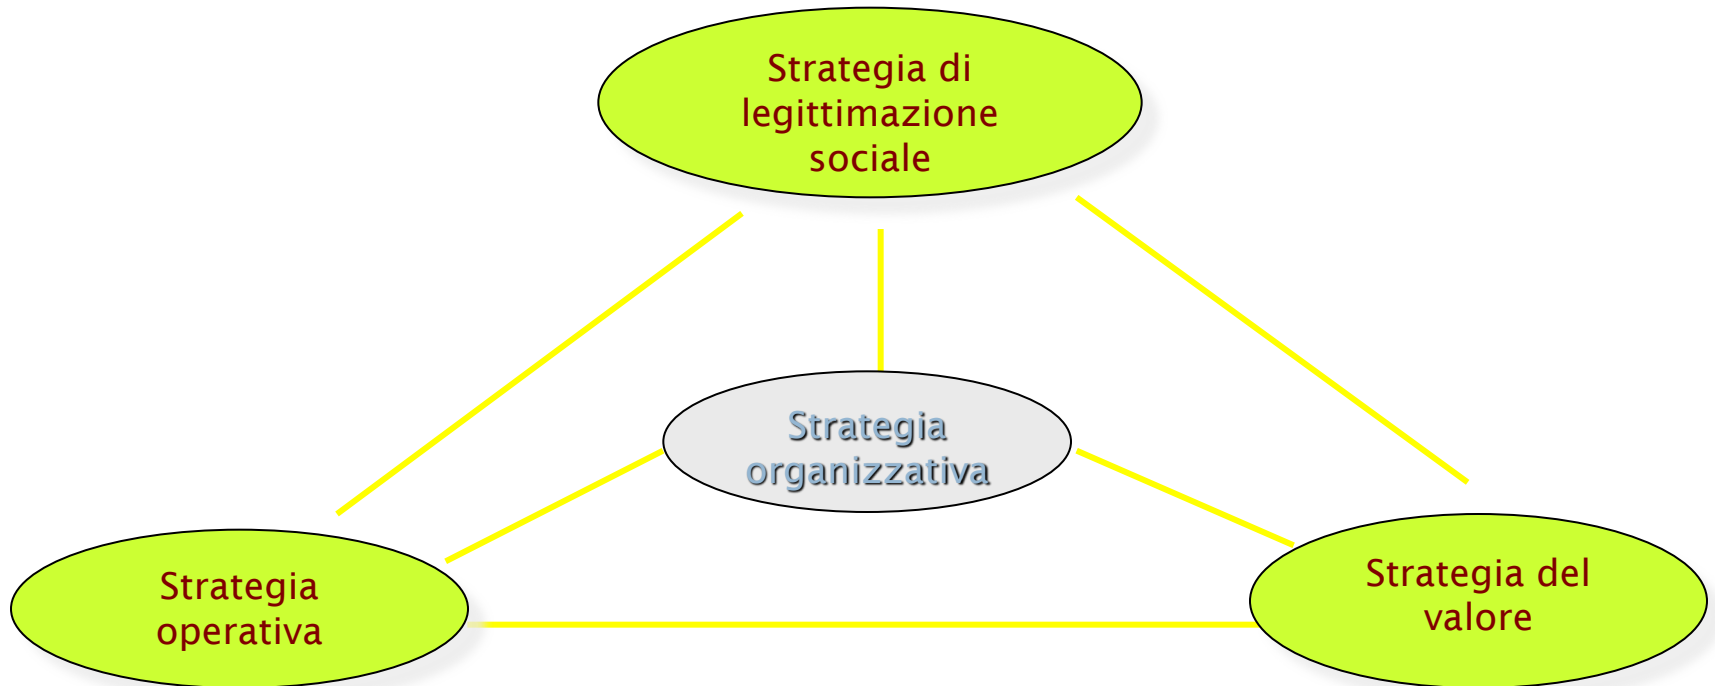 Strategia di
legittimazione
sociale
Strategia
organizzativa
Strategia
operativa
Strategia del
valore